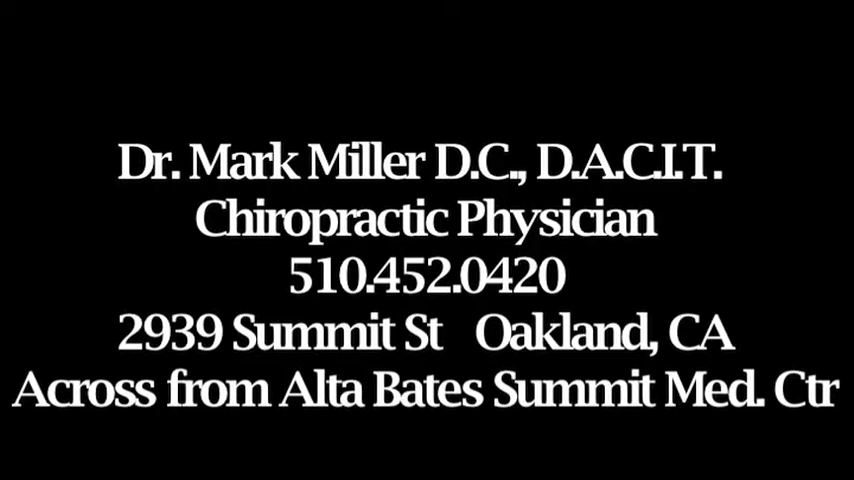 Dr. Mark Miller D.C., D.A.C.I.T.
Chiropractic Physician
510.452.0420
2939 Summit St Oakland, CA
Across from Alta Bates Summit Med. Ctr